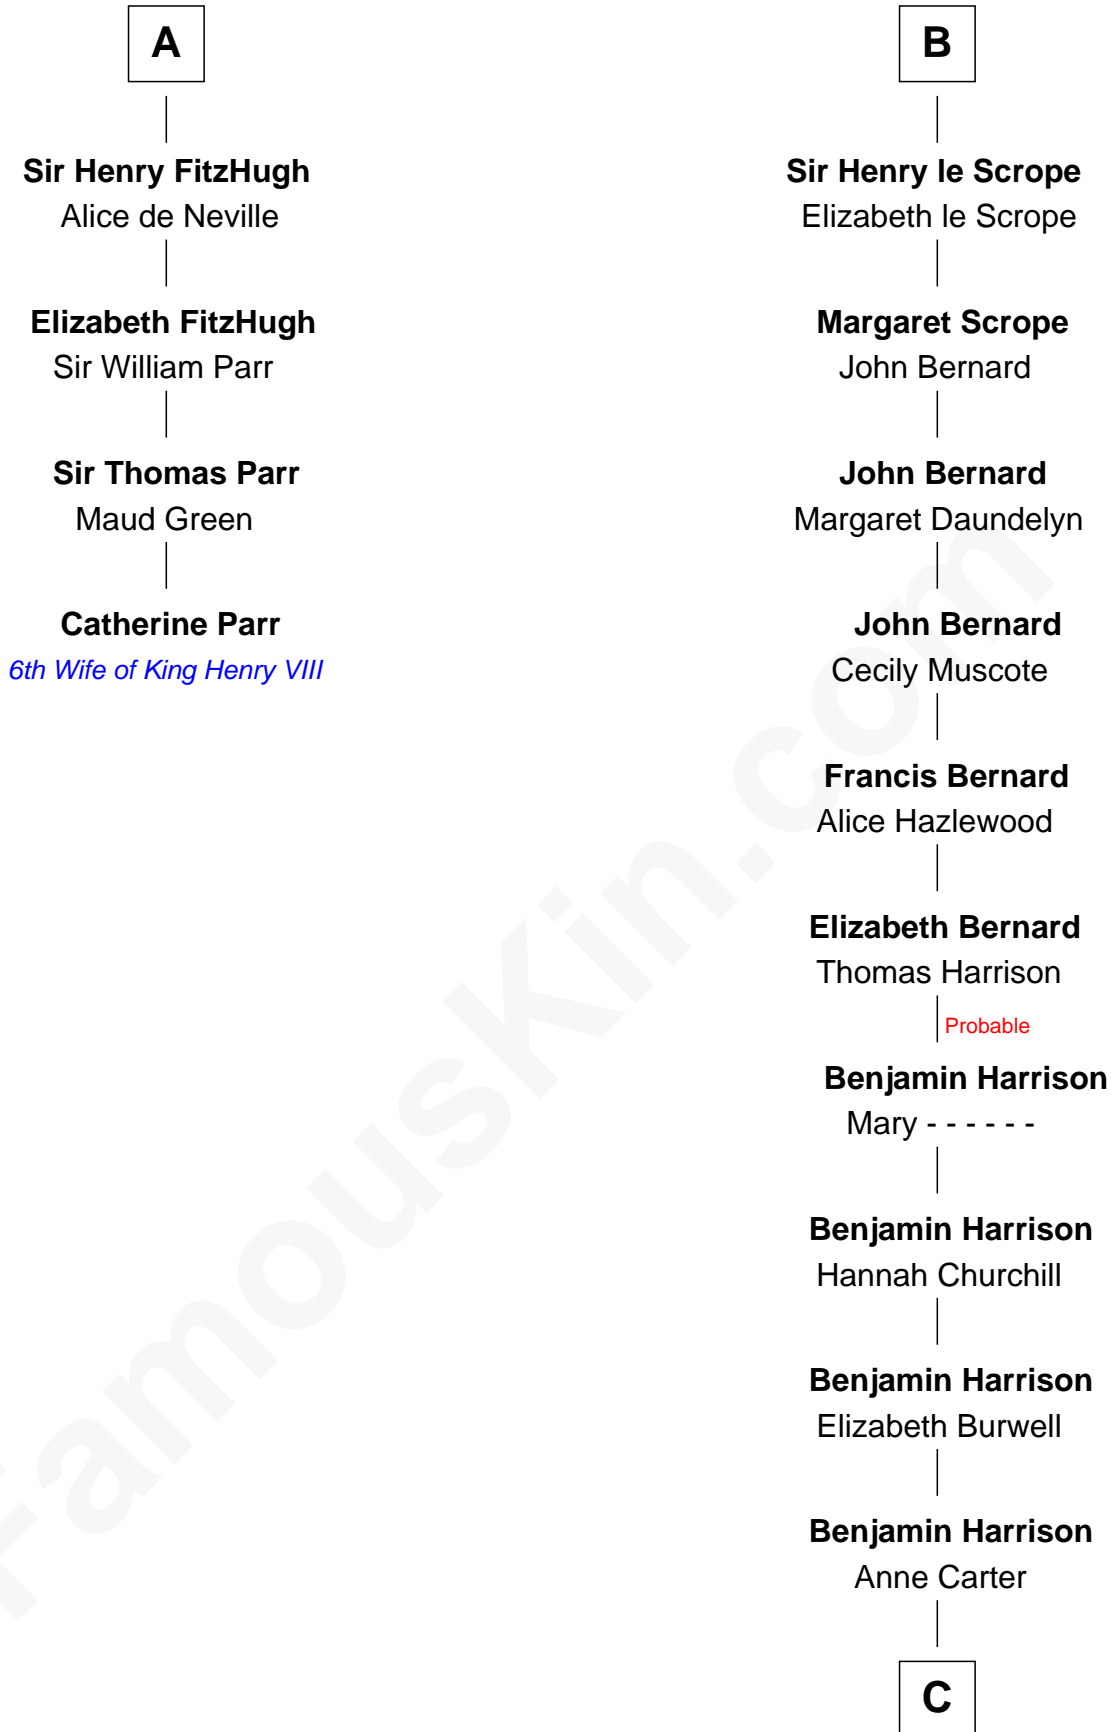 A
Sir Henry FitzHugh
Alice de Neville
Elizabeth FitzHugh
Sir William Parr
Sir Thomas Parr
Maud Green
Catherine Parr
6th Wife of King Henry VIII
B
Sir Henry le Scrope
Elizabeth le Scrope
Margaret Scrope
John Bernard
John Bernard
Margaret Daundelyn
John Bernard
Cecily Muscote
Francis Bernard
Alice Hazlewood
Elizabeth Bernard
Thomas Harrison
Probable
Benjamin Harrison
Mary - - - - - -
Benjamin Harrison
Hannah Churchill
Benjamin Harrison
Elizabeth Burwell
Benjamin Harrison
Anne Carter
C
FamousKin.com